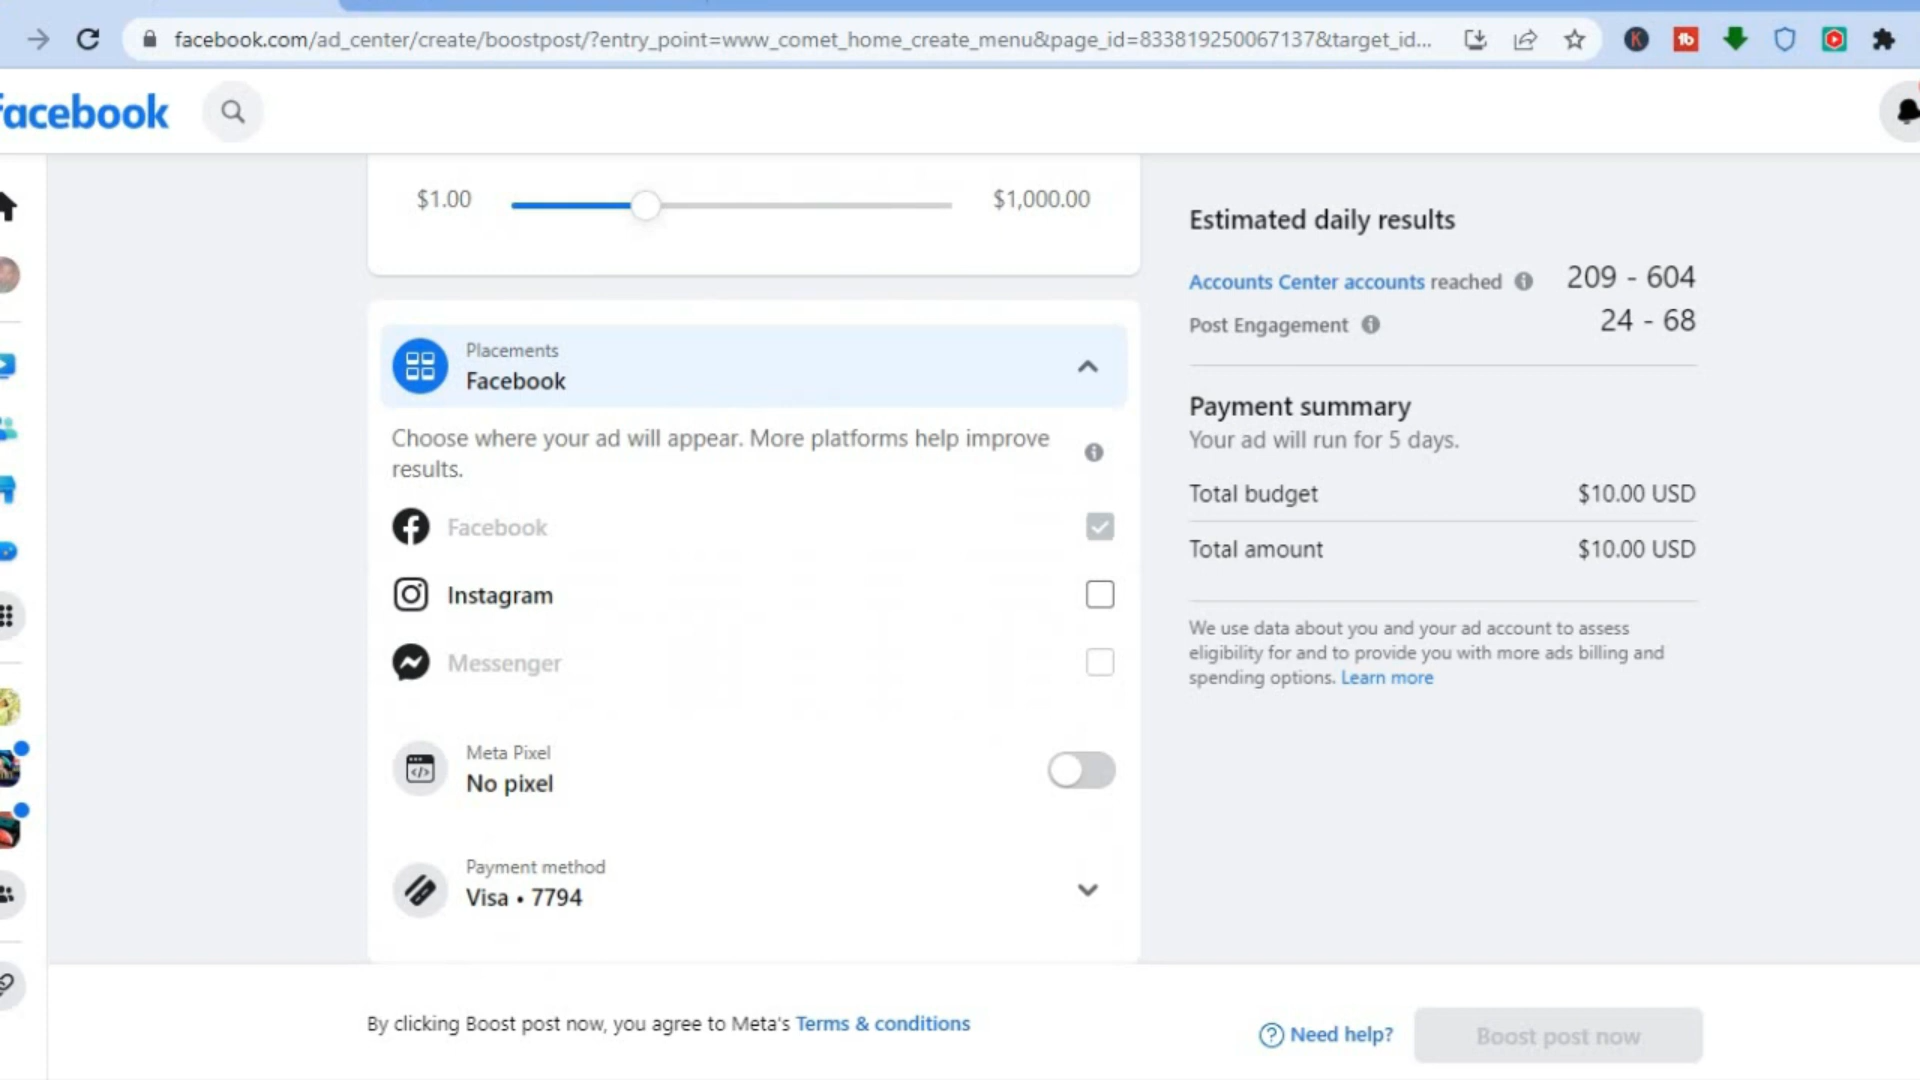 facebook.com/ad_center/create/boostpost/?entry_point=www_comet_home_create_menu&page_id=833819250067137&target_id...
facebook
$1.00
$1,000.00
Placements
Facebook
Choose where your ad will appear. More platforms help improve
results.
Facebook
Instagram
Messenger
Meta Pixel
No pixel
Payment method
Visa • 7794
Estimated daily results
Accounts Center accounts reached
209 - 604
Post Engagement
24 - 68
Payment summary
Your ad will run for 5 days.
Total budget
$10.00 USD
Total amount
$10.00 USD
We use data about you and your ad account to assess
eligibility for and to provide you with more ads billing and
spending options. Learn more
By clicking Boost post now, you agree to Meta's Terms & conditions
Need help?
Boost post now